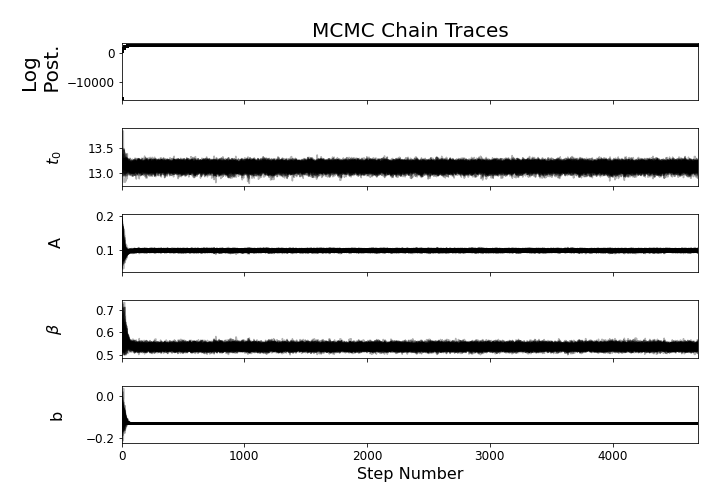 MCMC Chain Traces
Log
Post.
0
−10000
t₀
13.5
13.0
A
0.2
0.1
β
0.7
0.6
0.5
b
0.0
−0.2
0 1000 2000 3000 4000
Step Number